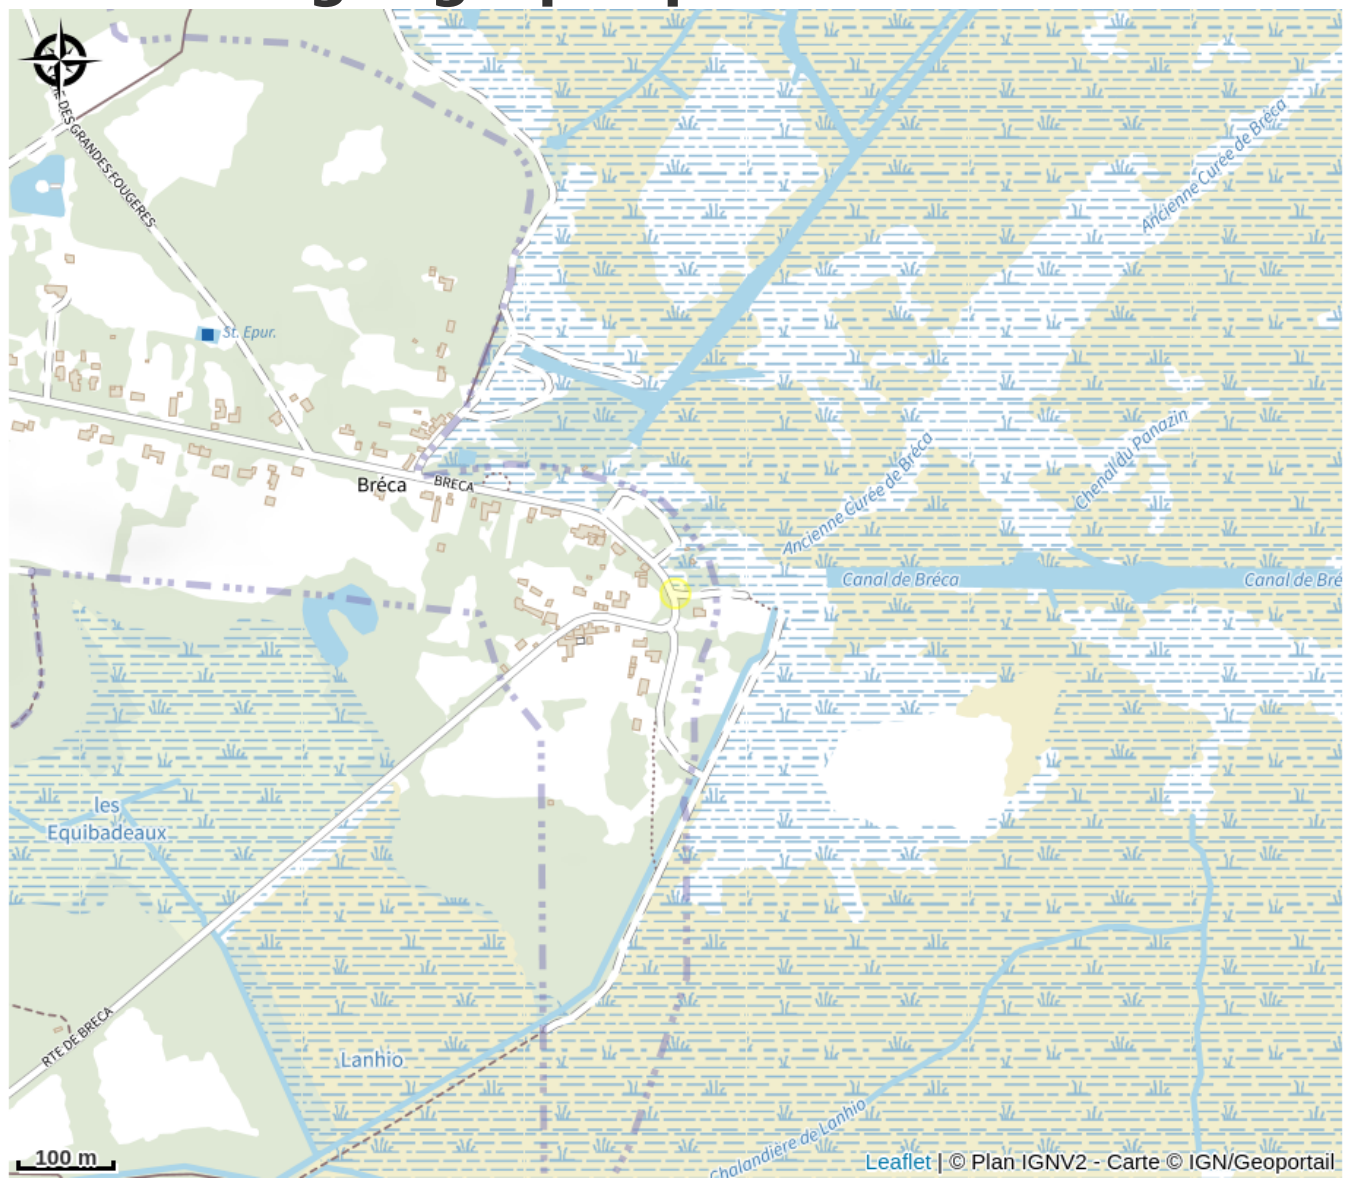 RTE DES GRANDES FOUGERES
Ancienne Curée de Bréca
St. Epur.
Chenal du Panazin
Ancienne Curée de Bréca
Bréca
BRECA
Canal de Bréca
Canal de Bré
les
Equibadeaux
RTE DE BRECA
Lanhio
Chalandière de Lanhio
100 m
Leaflet | © Plan IGNV2 - Carte © IGN/Geoportail